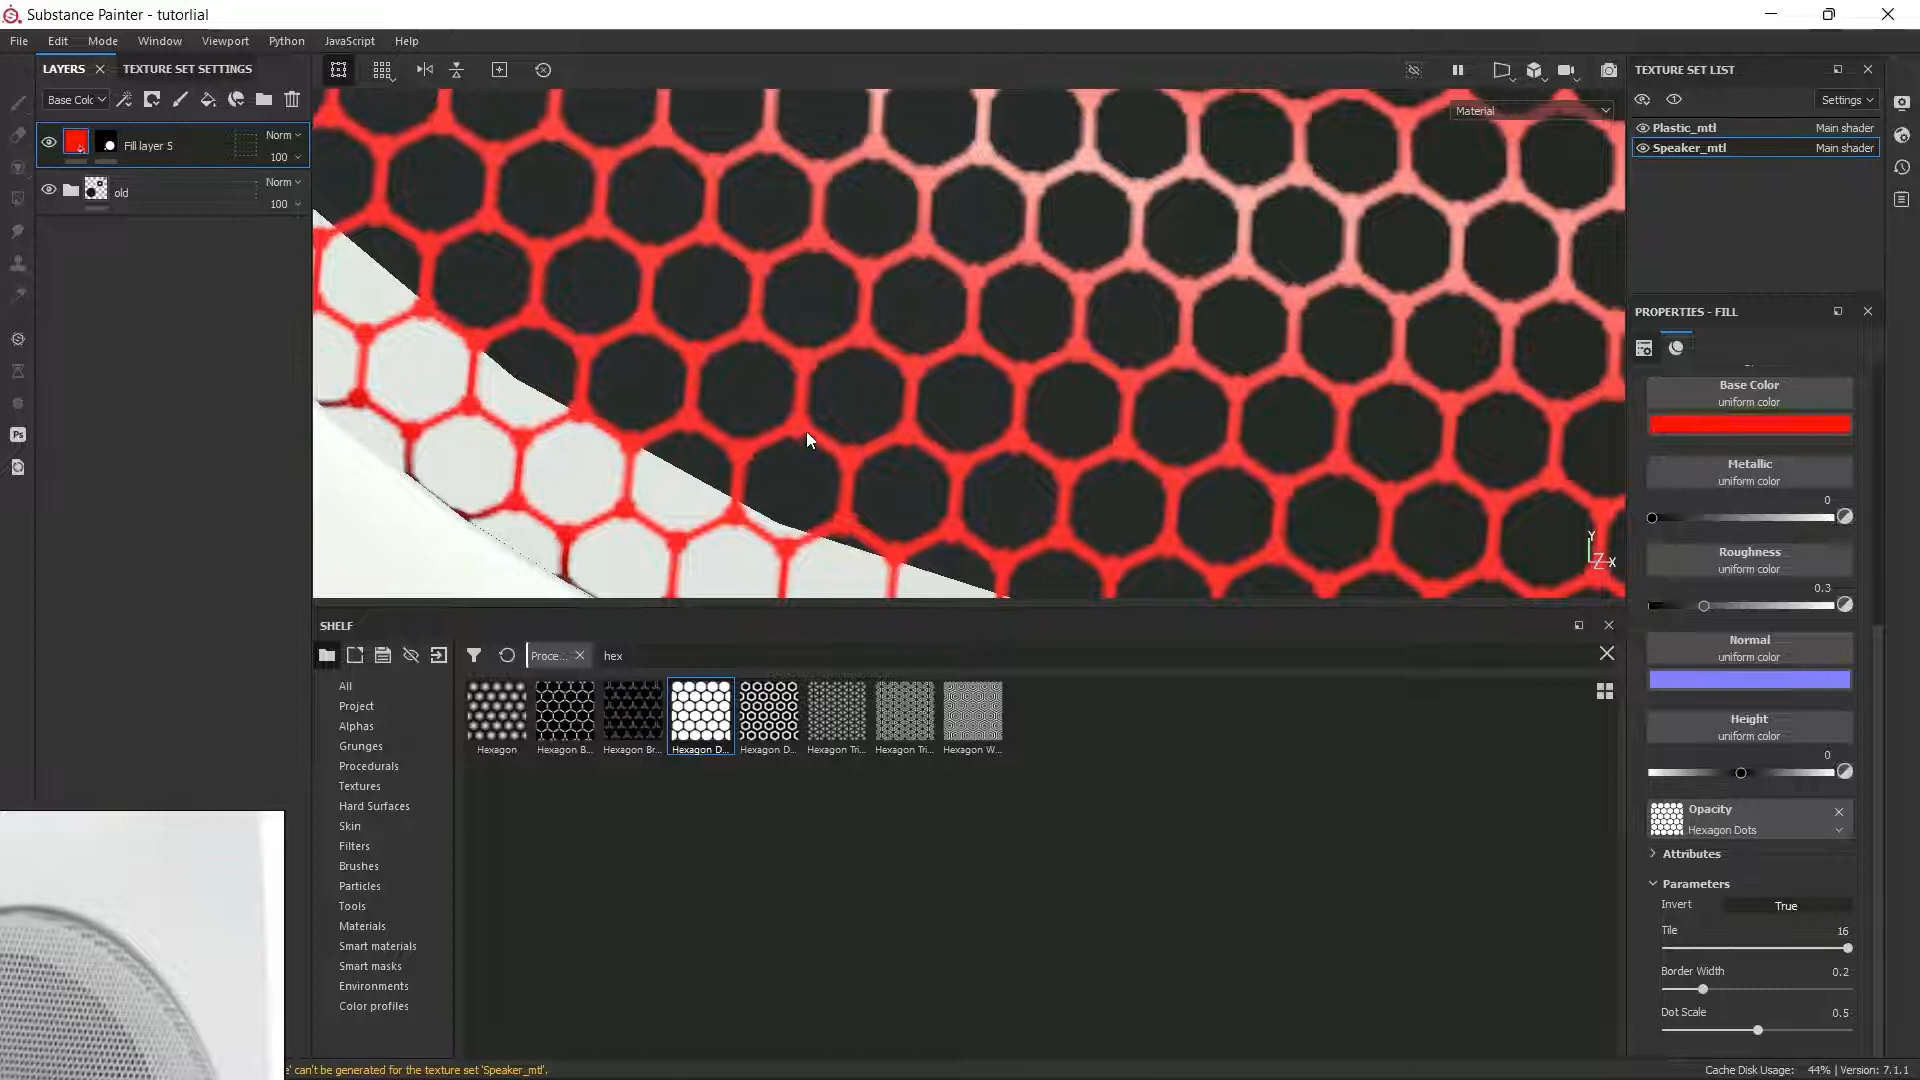 Substance Painter - tutorlial
File Edit Mode Window Viewport Python JavaScript Help
LAYERS TEXTURE SET SETTINGS
Base Colc
Fill layer 5 Norm
100
old Norm
100
Material
Y
Z X
TEXTURE SET LIST
Settings
Plastic_mtl Main shader
Speaker_mtl Main shader
PROPERTIES - FILL
Base Color
uniform color
Metallic
uniform color
0
Roughness
uniform color
0.3
Normal
uniform color
Height
uniform color
0
Opacity
Hexagon Dots
Attributes
Parameters
Invert True
Tile 16
Border Width 0.2
Dot Scale 0.5
SHELF
Proce... hex
All
Project
Alphas
Grunges
Procedurals
Textures
Hard Surfaces
Skin
Filters
Brushes
Particles
Tools
Materials
Smart materials
Smart masks
Environments
Color profiles
Hexagon Hexagon B... Hexagon Br... Hexagon D... Hexagon D... Hexagon Tri... Hexagon Tri... Hexagon W...
Ps
e' can't be generated for the texture set 'Speaker_mtl'.
Cache Disk Usage: 44% | Version: 7.1.1